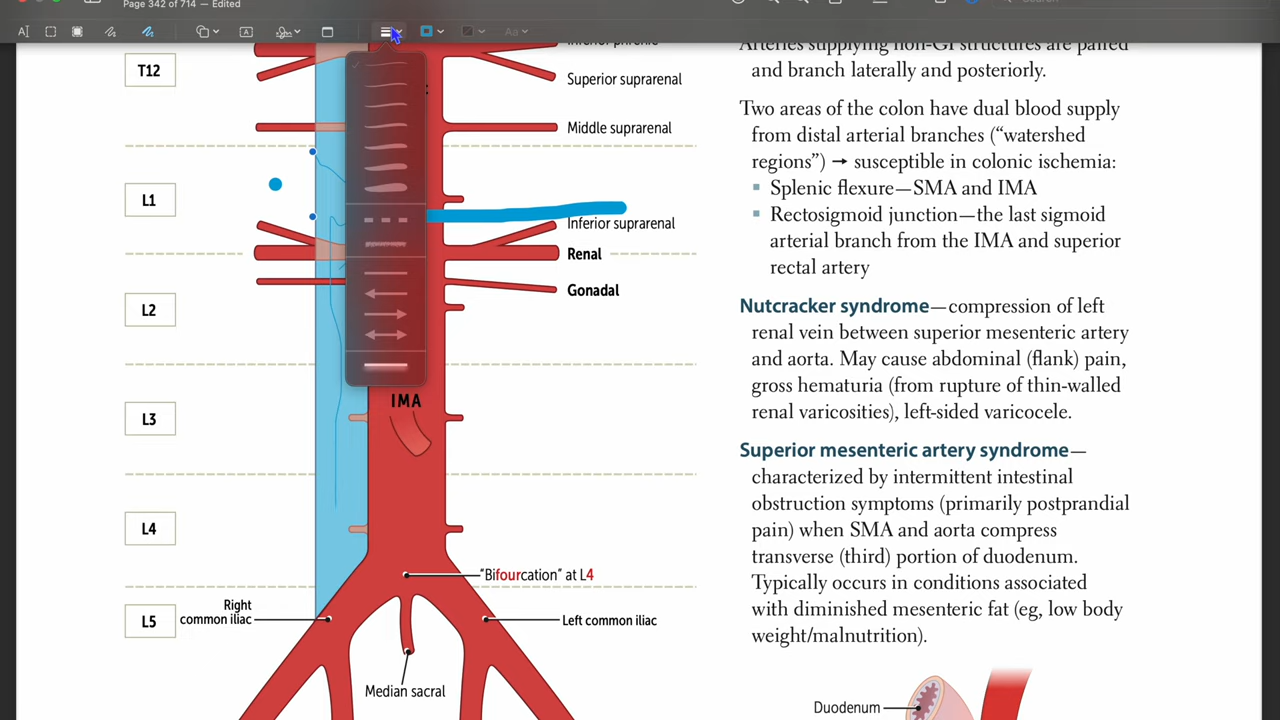 Page 342 of 714 — Edited
Search
Inferior phrenic
T12
Superior suprarenal
Middle suprarenal
L1
Inferior suprarenal
Renal
Gonadal
L2
IMA
L3
L4
"Bifourcation" at L4
Right
common iliac
L5
Left common iliac
Median sacral
Arteries supplying non-GI structures are paired
and branch laterally and posteriorly.
Two areas of the colon have dual blood supply
from distal arterial branches (“watershed
regions”) → susceptible in colonic ischemia:
▪ Splenic flexure—SMA and IMA
▪ Rectosigmoid junction—the last sigmoid
arterial branch from the IMA and superior
rectal artery
Nutcracker syndrome—compression of left
renal vein between superior mesenteric artery
and aorta. May cause abdominal (flank) pain,
gross hematuria (from rupture of thin-walled
renal varicosities), left-sided varicocele.
Superior mesenteric artery syndrome—
characterized by intermittent intestinal
obstruction symptoms (primarily postprandial
pain) when SMA and aorta compress
transverse (third) portion of duodenum.
Typically occurs in conditions associated
with diminished mesenteric fat (eg, low body
weight/malnutrition).
Duodenum